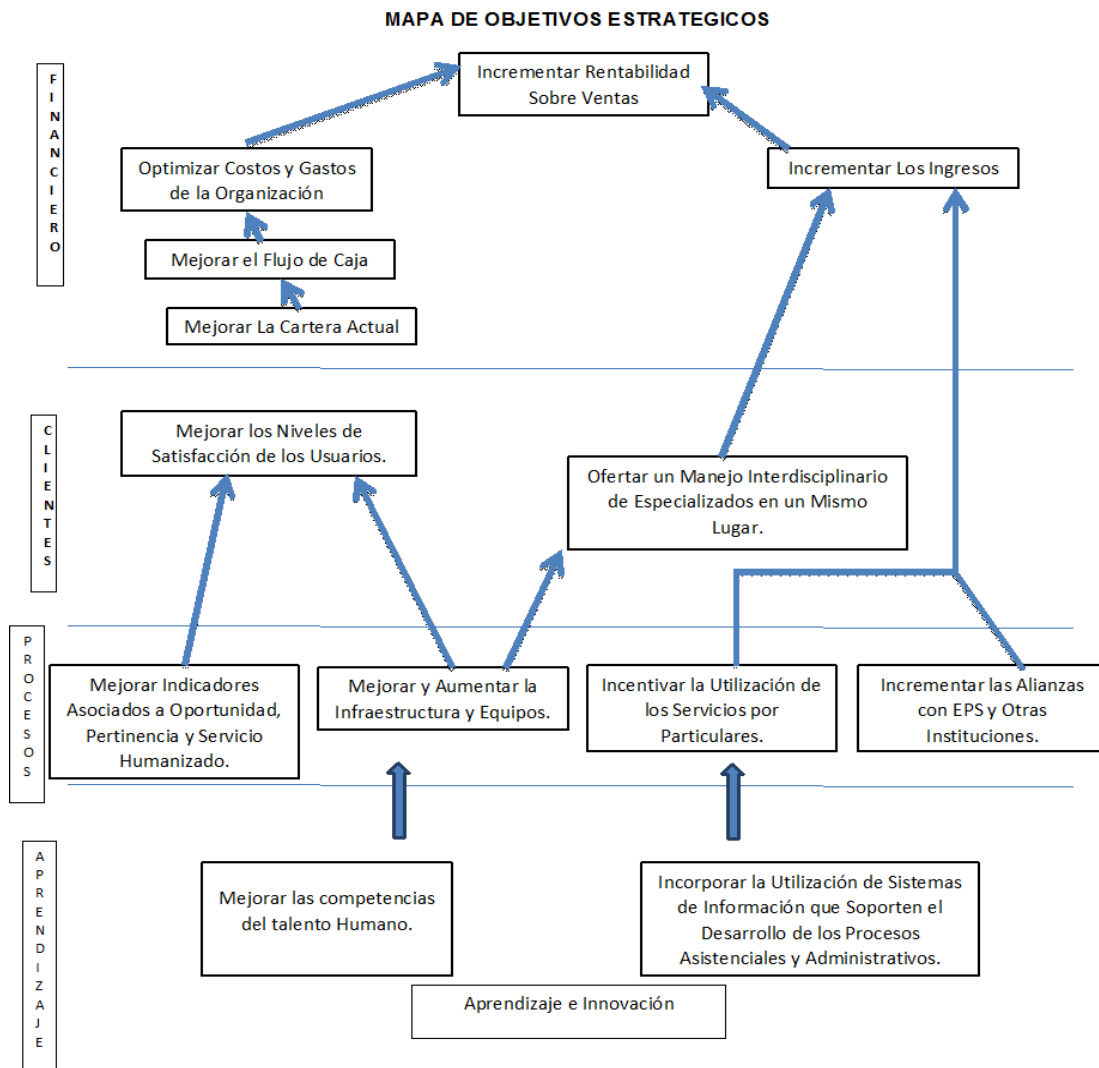 MAPA DE OBJETIVOS ESTRATEGICOS
FINANCIERO
Incrementar Rentabilidad
Sobre Ventas
Optimizar Costos y Gastos
de la Organización
Incrementar Los Ingresos
Mejorar el Flujo de Caja
Mejorar La Cartera Actual
CLIENTES
Mejorar los Niveles de
Satisfacción de los Usuarios.
Ofertar un Manejo Interdisciplinario
de Especializados en un Mismo
Lugar.
PROCESOS
Mejorar Indicadores
Asociados a Oportunidad,
Pertinencia y Servicio
Humanizado.
Mejorar y Aumentar la
Infraestructura y Equipos.
Incentivar la Utilización de
los Servicios por
Particulares.
Incrementar las Alianzas
con EPS y Otras
Instituciones.
APRENDIZAJE
Mejorar las competencias
del talento Humano.
Incorporar la Utilización de Sistemas
de Información que Soporten el
Desarrollo de los Procesos
Asistenciales y Administrativos.
Aprendizaje e Innovación